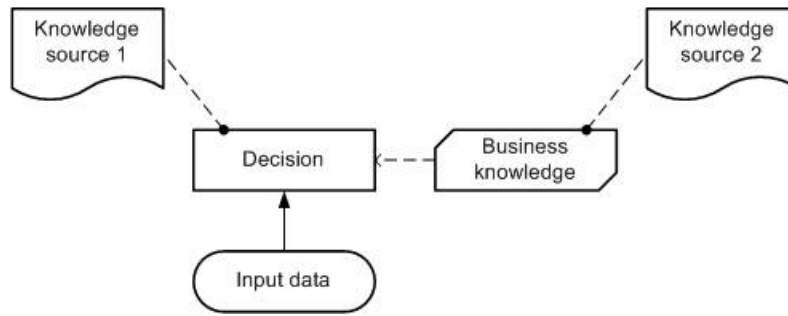 Knowledge
source 1
Knowledge
source 2
Decision
Business
knowledge
Input data